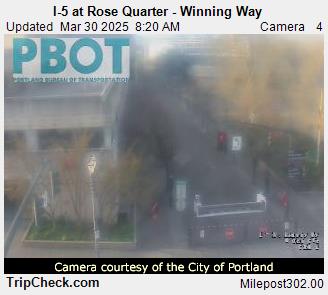 I-5 at Rose Quarter - Winning Way
Updated Mar 30 2025 8:20 AM Camera 4
PBOT
PORTLAND BUREAU OF TRANSPORTATION
Camera courtesy of the City of Portland
TripCheck.com Milepost302.00